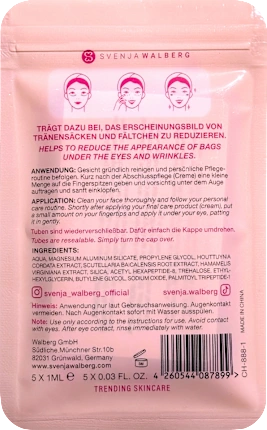 SVENJA WALBERG
TRÄGT DAZU BEI, DAS ERSCHEINUNGSBILD VON
TRÄNENSÄCKEN UND FÄLTCHEN ZU REDUZIEREN.
HELPS TO REDUCE THE APPEARANCE OF BAGS
UNDER THE EYES AND WRINKLES.
ANWENDUNG: Gesicht gründlich reinigen und persönliche Pflege-
routine befolgen. Kurz nach der Abschlusspflege (Creme) eine kleine
Menge auf die Fingerspitzen geben und vorsichtig unter dem Auge
auftragen und sanft einklopfen.
APPLICATION: Clean your face thoroughly and follow your personal
care routine. Shortly after applying your final care product (cream), put
a small amount on your fingertips and apply it under your eye, patting
it in gently.
Tuben sind wiederverschließbar. Dafür einfach die Kappe umdrehen.
Tubes are resealable. Simply turn the cap over.
INGREDIENTS:
AQUA, MAGNESIUM ALUMINUM SILICATE, PROPYLENE GLYCOL, HOUTTUYNIA
CORDATA EXTRACT, SCUTELLARIA BAICALENSIS ROOT EXTRACT, HAMAMELIS
VIRGINIANA EXTRACT, SILICA, ACETYL HEXAPEPTIDE-8, TREHALOSE, ETHYL-
HEXYLGLYCERIN, BUTYLENE GLYCOL, SODIUM OXIDE, PALMITOYL TRIPEPTIDE-1
svenja_walberg_official svenja.walberg
Hinweis: Anwendung nur laut Gebrauchsanweisung. Augenkontakt
vermeiden. Nach Augenkontakt sofort mit Wasser ausspülen.
Note: Use only according to the instructions for use. Avoid contact
with eyes. After eye contact, rinse immediately with water.
MADE IN CHINA
Walberg GmbH
Südliche Münchner Str. 10b
82031 Grünwald, Germany
5 X 1ML 5 X 0.03 FL. OZ.
4 260544 087899 >
CH-888-1
TRENDING SKINCARE